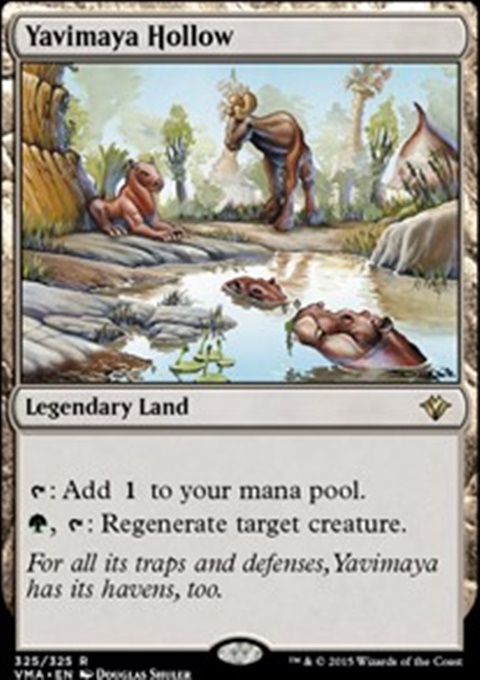 Yavimaya Hollow
Legendary Land
: Add 1 to your mana pool.
, : Regenerate target creature.
For all its traps and defenses, Yavimaya
has its havens, too.
325/325 R
VMA • EN Douglas Shuler
™ & © 2015 Wizards of the Coast